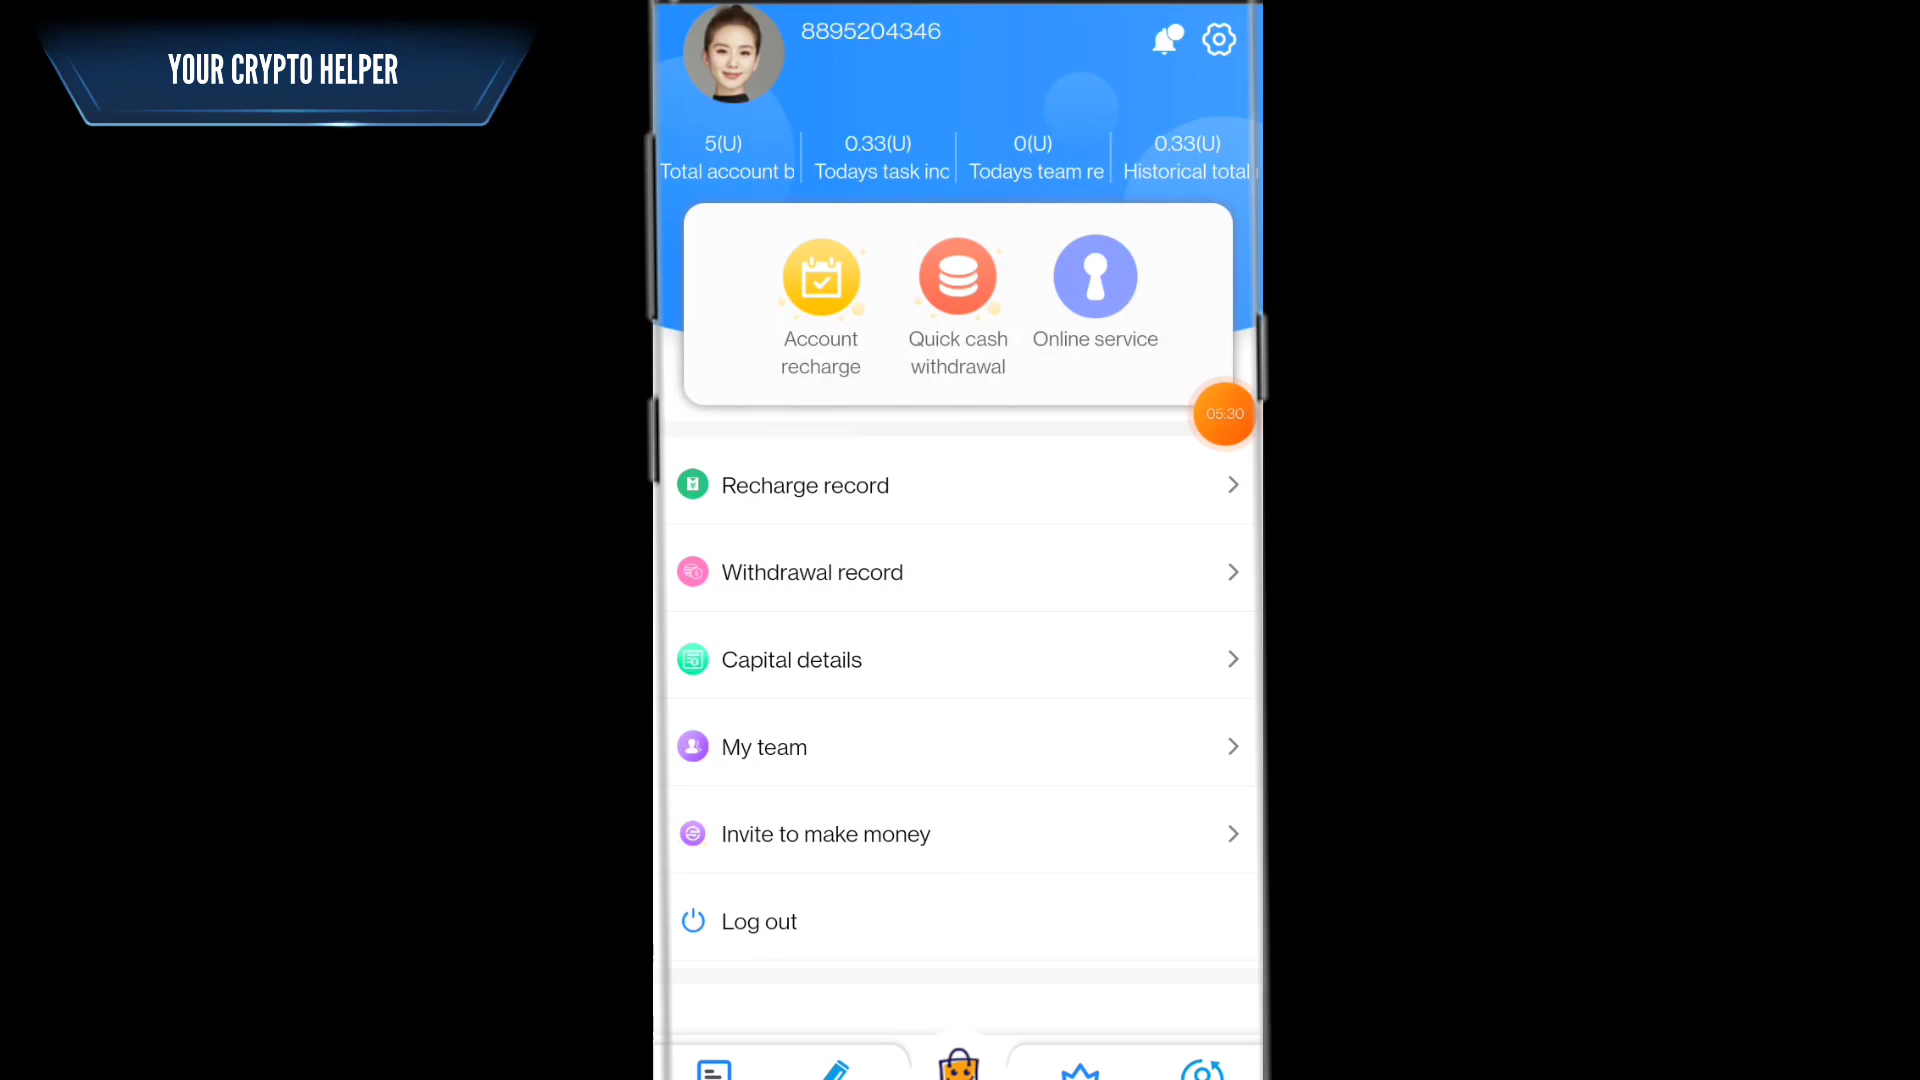 YOUR CRYPTO HELPER
8895204346
5(U)
0.33(U)
0(U)
0.33(U)
Total account b
Todays task inc
Todays team re
Historical total
Account
recharge
Quick cash
withdrawal
Online service
05:30
Recharge record
Withdrawal record
Capital details
My team
Invite to make money
Log out